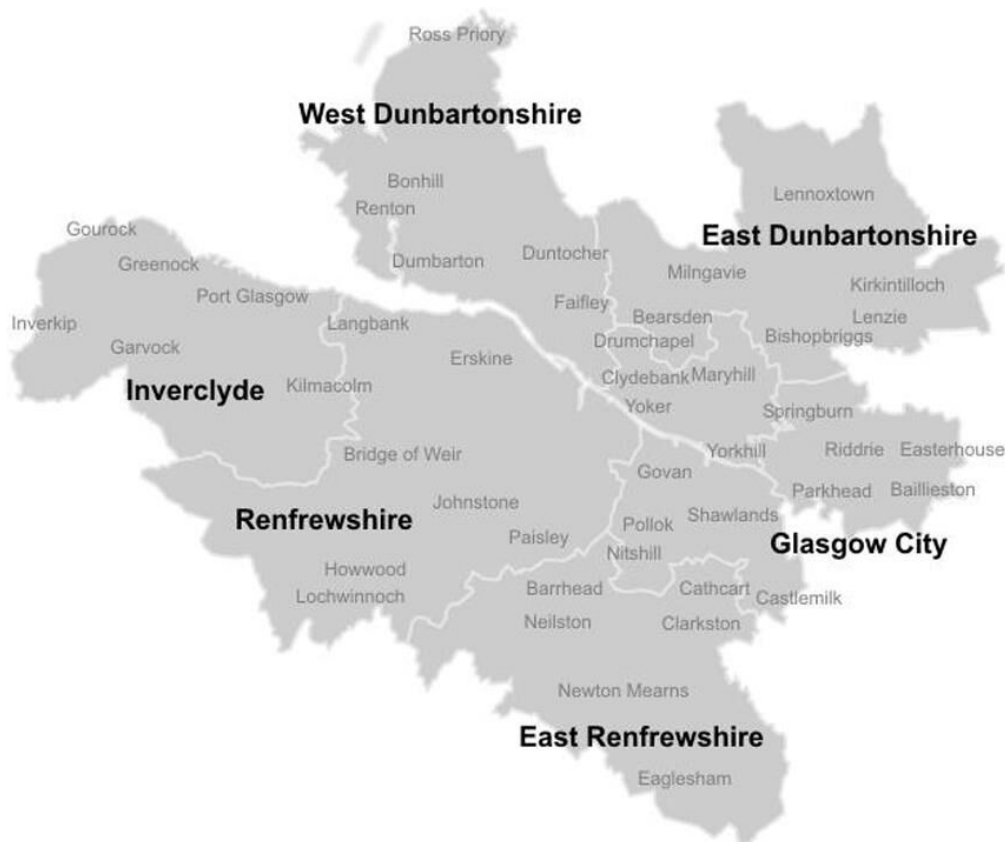 Ross Priory
West Dunbartonshire
Bonhill
Lennoxtown
Renton
Gourock
East Dunbartonshire
Duntocher
Dumbarton
Greenock
Milngavie
Kirkintilloch
Port Glasgow
Faifley
Inverkip
Langbank
Bearsden
Lenzie
Drumchapel
Bishopbriggs
Garvock
Erskine
Clydebank
Maryhill
Kilmacolm
Inverclyde
Yoker
Springburn
Bridge of Weir
Yorkhill
Riddrie
Easterhouse
Govan
Parkhead
Baillieston
Johnstone
Shawlands
Renfrewshire
Pollok
Paisley
Glasgow City
Nitshill
Howwood
Barrhead
Cathcart
Lochwinnoch
Castlemilk
Neilston
Clarkston
Newton Mearns
East Renfrewshire
Eaglesham